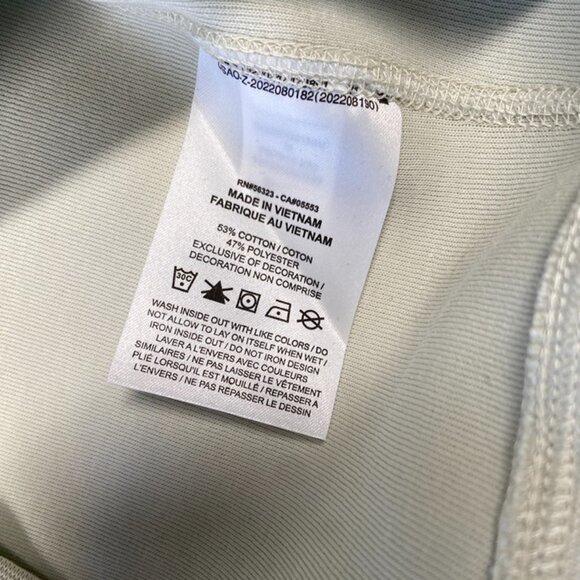 USAO-Z-2022080182(202208190)
RN#56323 - CA#05553
MADE IN VIETNAM
FABRIQUE AU VIETNAM
53% COTTON / COTON
47% POLYESTER
EXCLUSIVE OF DECORATION /
DECORATION NON COMPRISE
30C
WASH INSIDE OUT WITH LIKE COLORS / DO
NOT ALLOW TO LAY ON ITSELF WHEN WET /
IRON INSIDE OUT / DO NOT IRON DESIGN
LAVER A L'ENVERS AVEC COULEURS
SIMILAIRES / NE PAS LAISSER LE VÊTEMENT
PLIÉ LORSQU'IL EST MOUILLÉ / REPASSER A
L'ENVERS / NE PAS REPASSER LE DESSIN